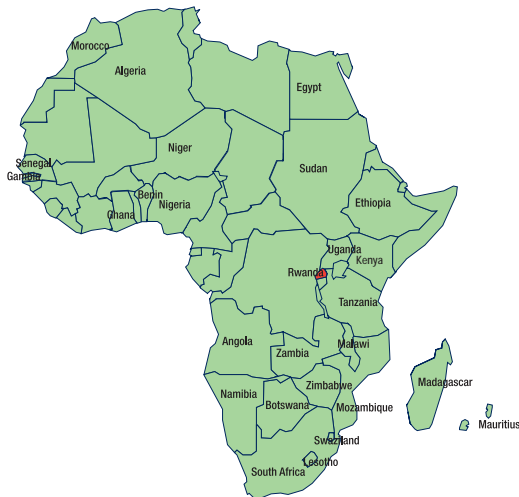 Morocco
Algeria
Egypt
Niger
Senegal
Gambia
Sudan
Benin
Ghana
Nigeria
Ethiopia
Uganda
Kenya
Rwanda
Tanzania
Angola
Malawi
Zambia
Madagascar
Zimbabwe
Namibia
Botswana
Mozambique
Mauritius
Swaziland
Lesotho
South Africa